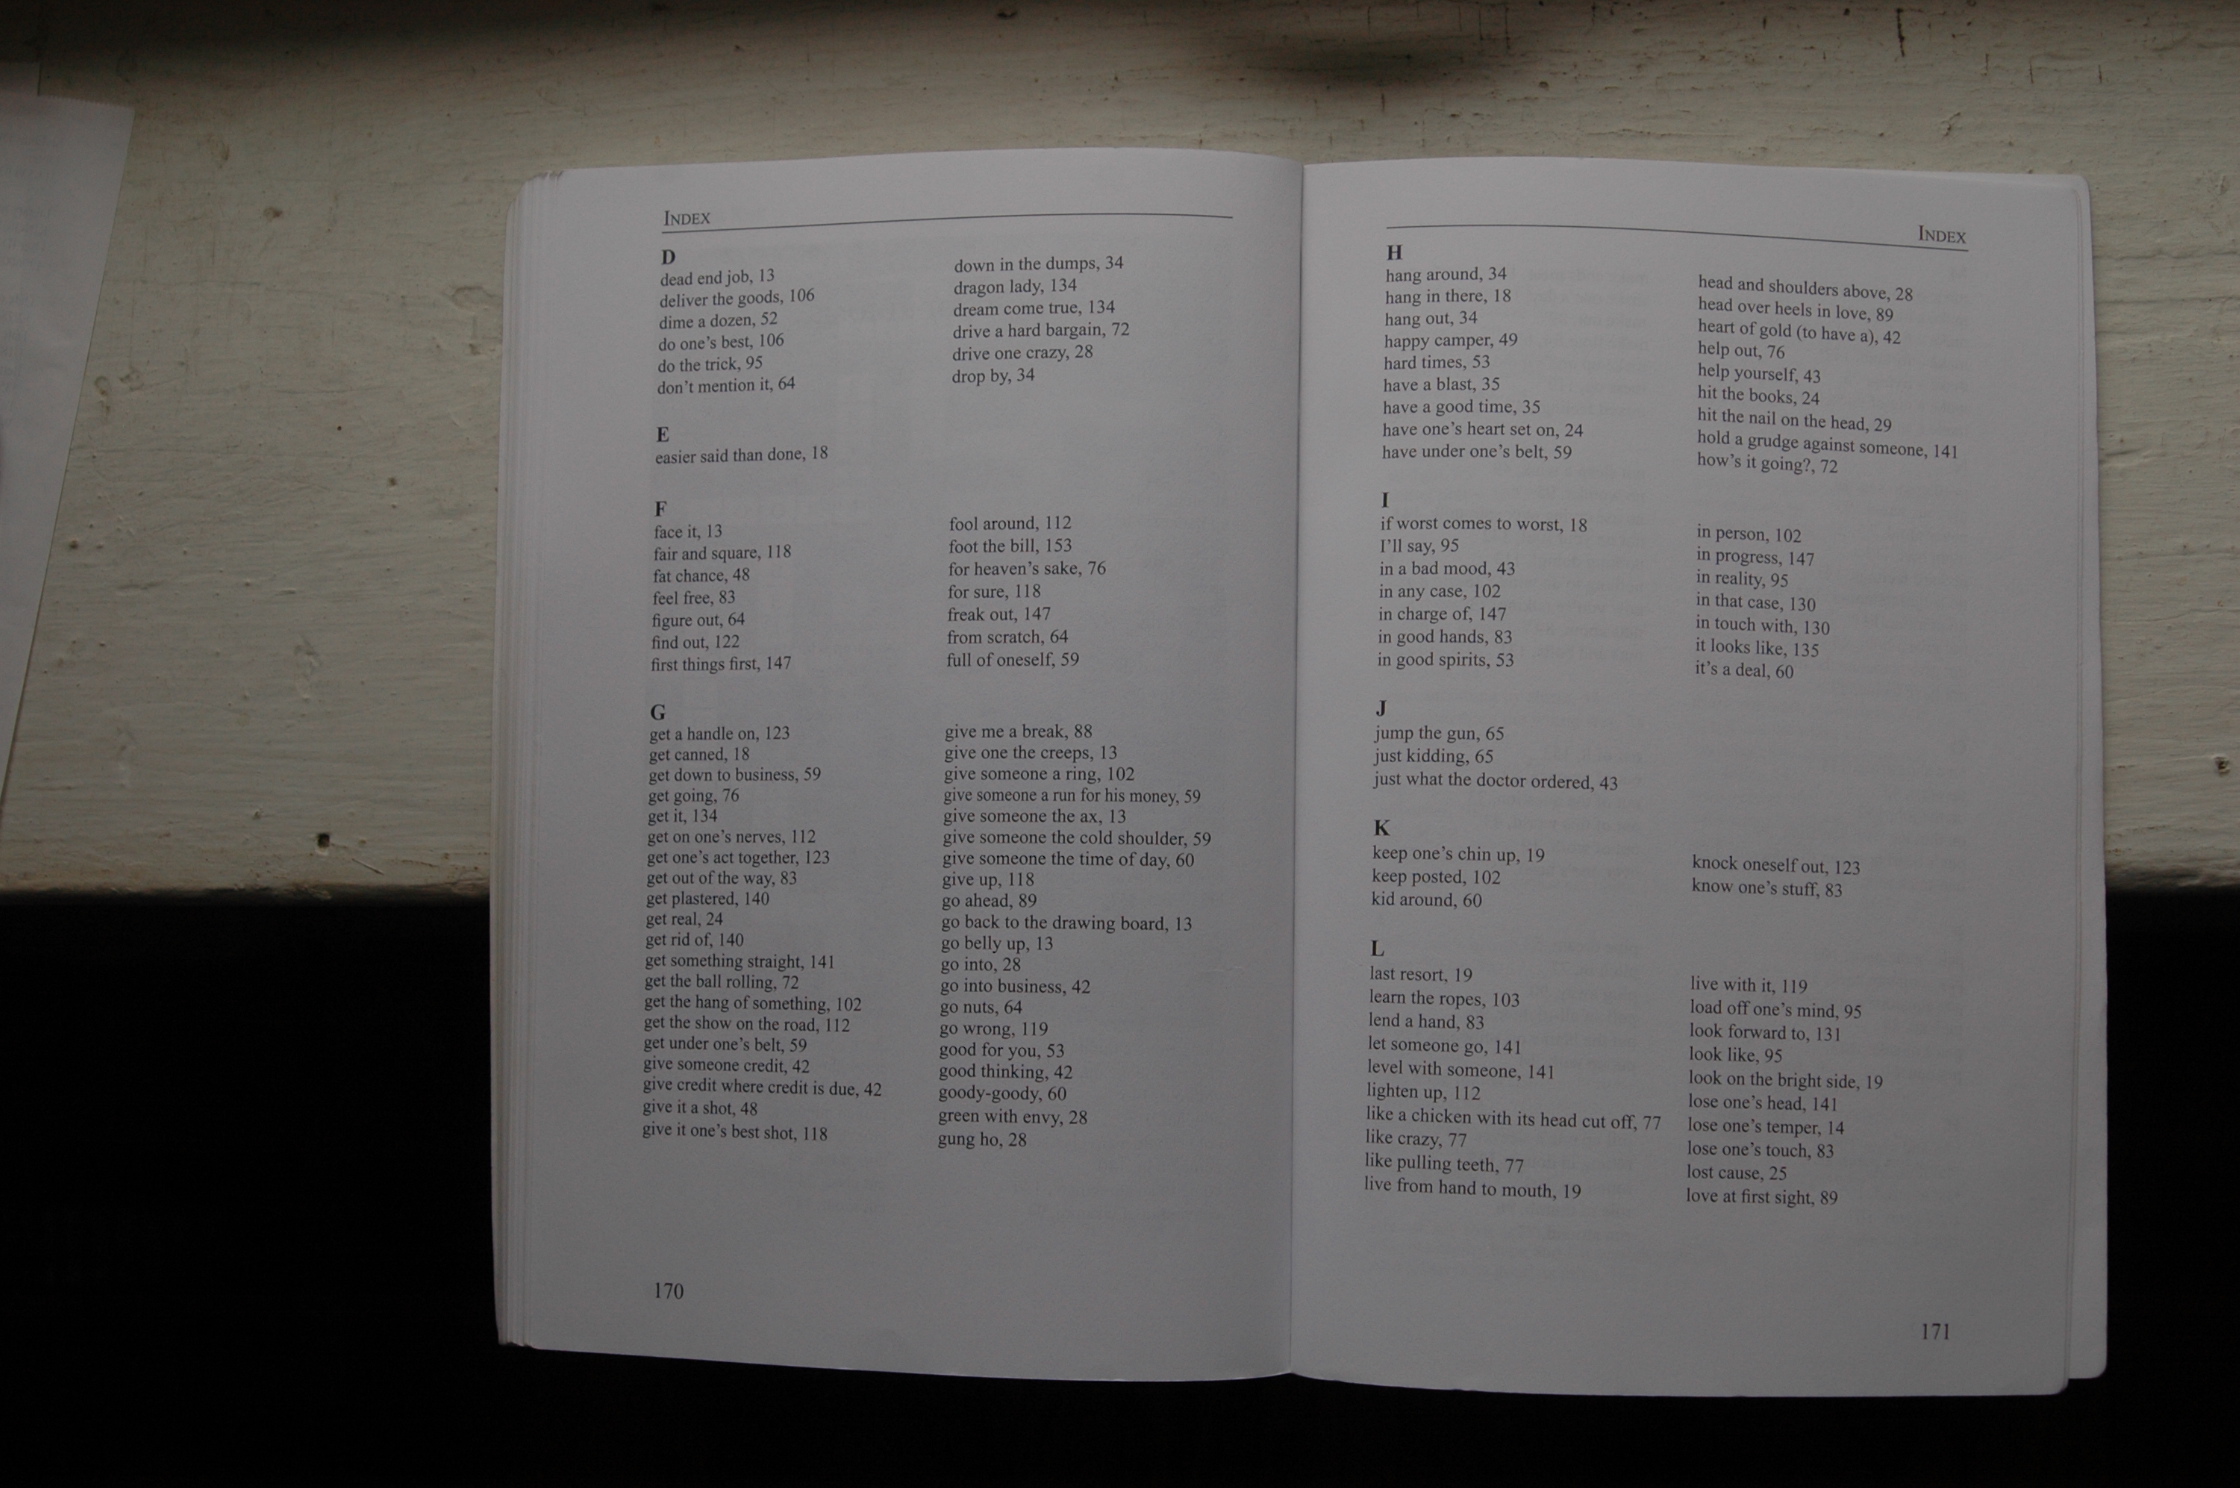 INDEX
D
dead end job, 13
deliver the goods, 106
dime a dozen, 52
do one's best, 106
do the trick, 95
don't mention it, 64
down in the dumps, 34
dragon lady, 134
dream come true, 134
drive a hard bargain, 72
drive one crazy, 28
drop by, 34
E
easier said than done, 18
F
face it, 13
fair and square, 118
fat chance, 48
feel free, 83
figure out, 64
find out, 122
first things first, 147
fool around, 112
foot the bill, 153
for heaven's sake, 76
for sure, 118
freak out, 147
from scratch, 64
full of oneself, 59
G
get a handle on, 123
get canned, 18
get down to business, 59
get going, 76
get it, 134
get on one's nerves, 112
get one's act together, 123
get out of the way, 83
get plastered, 140
get real, 24
get rid of, 140
get something straight, 141
get the ball rolling, 72
get the hang of something, 102
get the show on the road, 112
get under one's belt, 59
give someone credit, 42
give credit where credit is due, 42
give it a shot, 48
give it one's best shot, 118
give me a break, 88
give one the creeps, 13
give someone a ring, 102
give someone a run for his money, 59
give someone the ax, 13
give someone the cold shoulder, 59
give someone the time of day, 60
give up, 118
go ahead, 89
go back to the drawing board, 13
go belly up, 13
go into, 28
go into business, 42
go nuts, 64
go wrong, 119
good for you, 53
good thinking, 42
goody-goody, 60
green with envy, 28
gung ho, 28
170
INDEX
H
hang around, 34
hang in there, 18
hang out, 34
happy camper, 49
hard times, 53
have a blast, 35
have a good time, 35
have one's heart set on, 24
have under one's belt, 59
head and shoulders above, 28
head over heels in love, 89
heart of gold (to have a), 42
help out, 76
help yourself, 43
hit the books, 24
hit the nail on the head, 29
hold a grudge against someone, 141
how's it going?, 72
I
if worst comes to worst, 18
I'll say, 95
in a bad mood, 43
in any case, 102
in charge of, 147
in good hands, 83
in good spirits, 53
in person, 102
in progress, 147
in reality, 95
in that case, 130
in touch with, 130
it looks like, 135
it's a deal, 60
J
jump the gun, 65
just kidding, 65
just what the doctor ordered, 43
K
keep one's chin up, 19
keep posted, 102
kid around, 60
knock oneself out, 123
know one's stuff, 83
L
last resort, 19
learn the ropes, 103
lend a hand, 83
let someone go, 141
level with someone, 141
lighten up, 112
like a chicken with its head cut off, 77
like crazy, 77
like pulling teeth, 77
live from hand to mouth, 19
live with it, 119
load off one's mind, 95
look forward to, 131
look like, 95
look on the bright side, 19
lose one's head, 141
lose one's temper, 14
lose one's touch, 83
lost cause, 25
love at first sight, 89
171